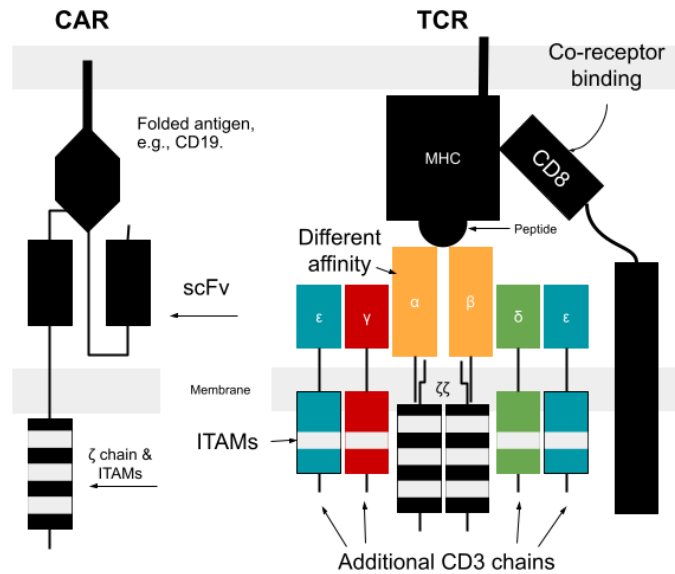 CAR
TCR
Co-receptor
binding
Folded antigen,
e.g., CD19.
MHC
CD8
Peptide
Different
affinity
scFv
ε
γ
α
β
δ
ε
Membrane
ζζ
ITAMs
ζ chain &
ITAMs
Additional CD3 chains